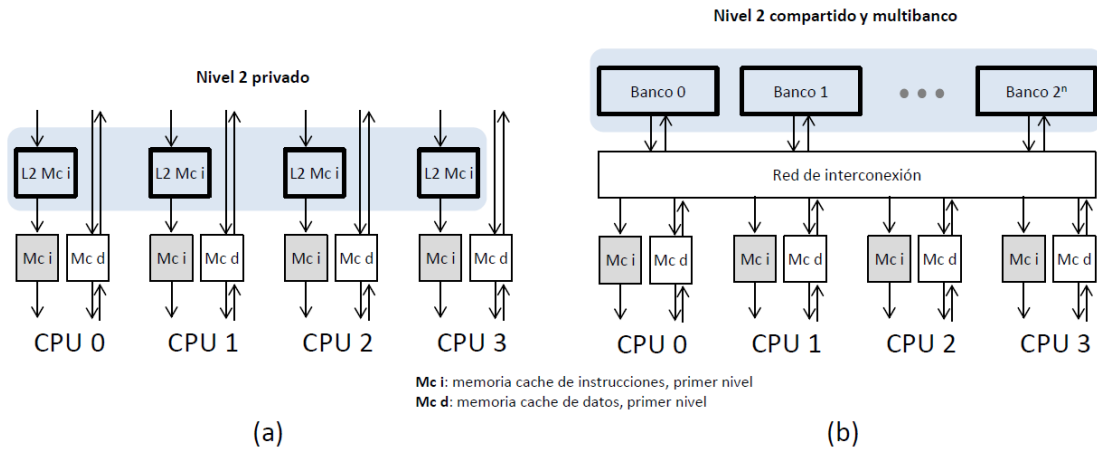 Nivel 2 privado
L2 Mc i L2 Mc i L2 Mc i L2 Mc i
Mc i Mc d Mc i Mc d Mc i Mc d Mc i Mc d
CPU 0 CPU 1 CPU 2 CPU 3
(a)
Nivel 2 compartido y multibanco
Banco 0 Banco 1 Banco 2ⁿ
Red de interconexión
Mc i Mc d Mc i Mc d Mc i Mc d Mc i Mc d
CPU 0 CPU 1 CPU 2 CPU 3
(b)
Mc i: memoria cache de instrucciones, primer nivel
Mc d: memoria cache de datos, primer nivel